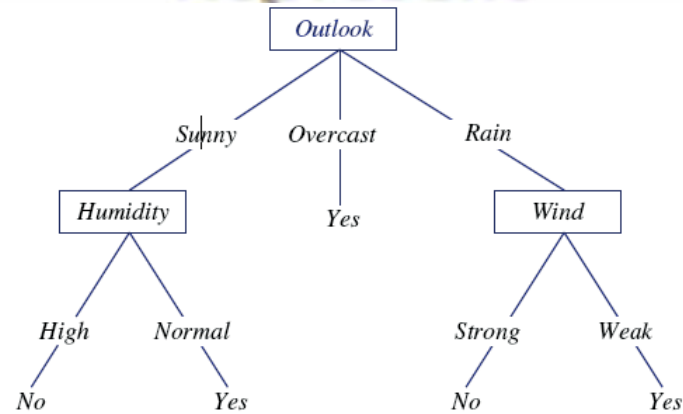 Outlook
Sunny Overcast Rain
Humidity Yes Wind
High Normal Strong Weak
No Yes No Yes